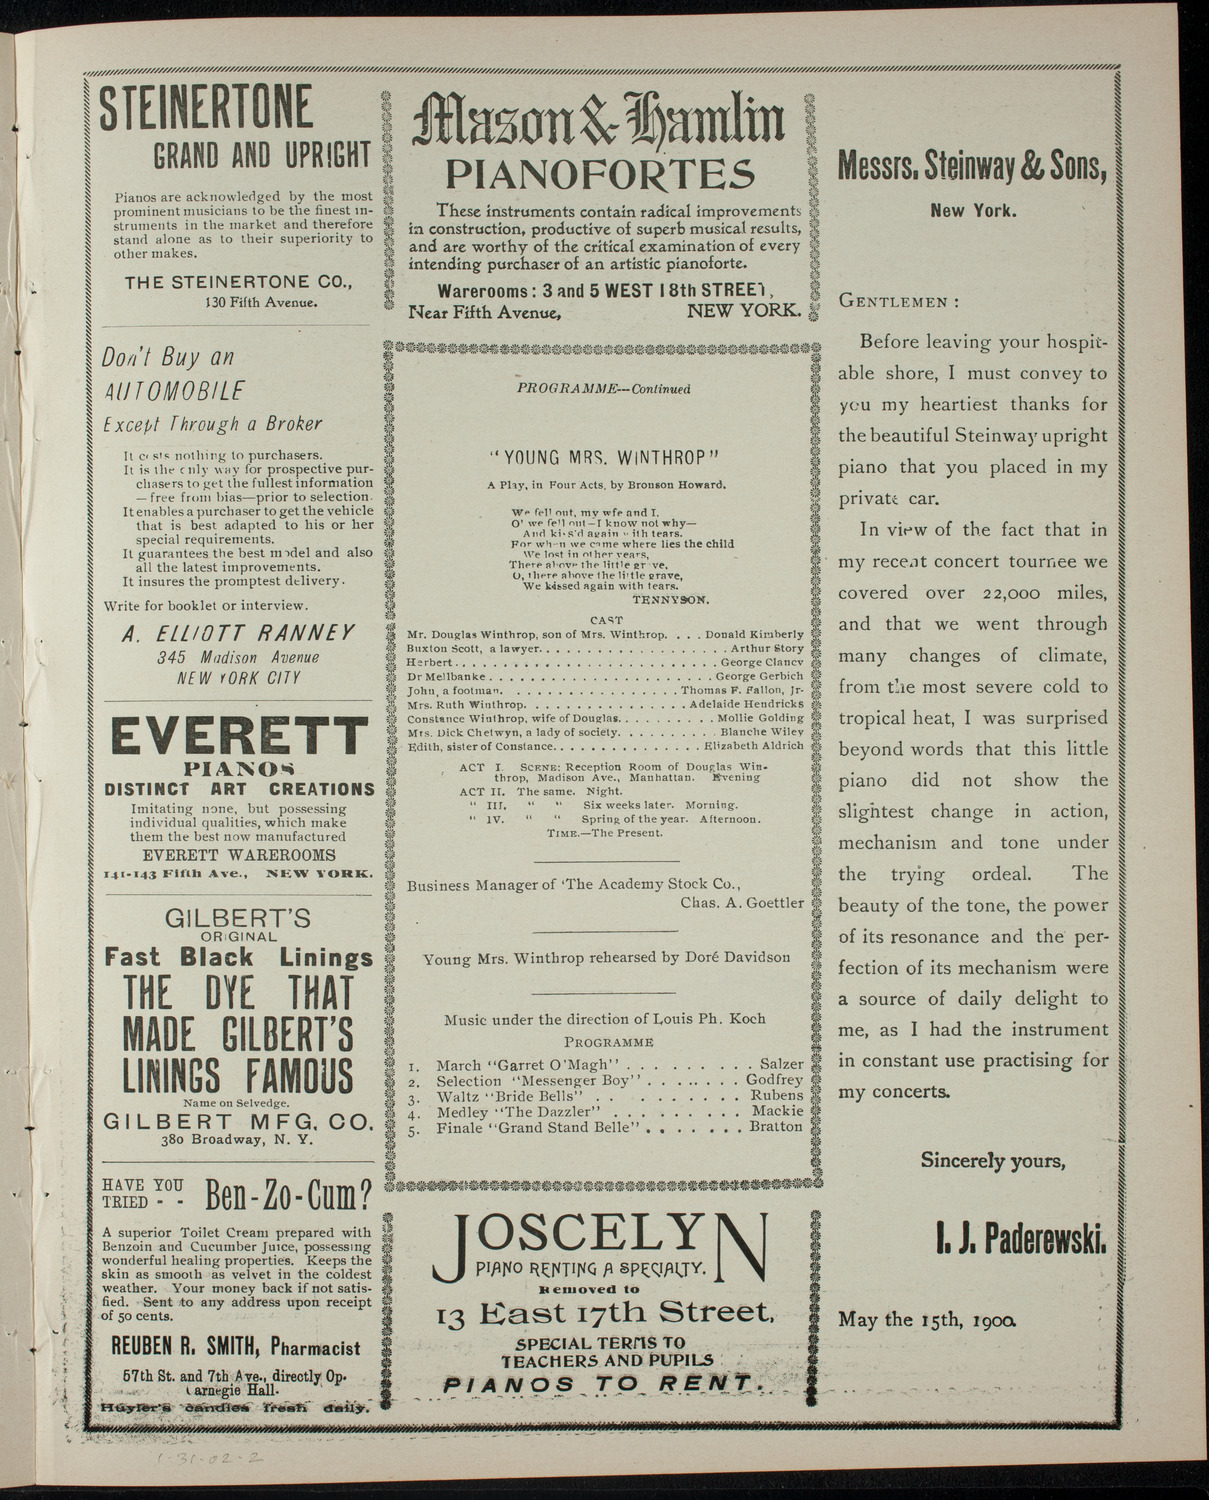 STEINERTONE
GRAND AND UPRIGHT
Pianos are acknowledged by the most
prominent musicians to be the finest in-
struments in the market and therefore
stand alone as to their superiority to
other makes.
THE STEINERTONE CO.,
130 Fifth Avenue.
Don't Buy an
AUTOMOBILE
Except Through a Broker
It costs nothing to purchasers.
It is the only way for prospective pur-
chasers to get the fullest information
—free from bias—prior to selection.
It enables a purchaser to get the vehicle
that is best adapted to his or her
special requirements.
It guarantees the best model and also
all the latest improvements.
It insures the promptest delivery.
Write for booklet or interview.
A. ELLIOTT RANNEY
345 Madison Avenue
NEW YORK CITY
EVERETT
PIANOS
DISTINCT ART CREATIONS
Imitating none, but possessing
individual qualities, which make
them the best now manufactured
EVERETT WAREROOMS
141-143 Fifth Ave., NEW YORK.
GILBERT'S
ORIGINAL
Fast Black Linings
THE DYE THAT
MADE GILBERT'S
LININGS FAMOUS
Name on Selvedge.
GILBERT MFG. CO.
380 Broadway, N. Y.
HAVE YOU
TRIED - - Ben-Zo-Cum?
A superior Toilet Cream prepared with
Benzoin and Cucumber Juice, possessing
wonderful healing properties. Keeps the
skin as smooth as velvet in the coldest
weather. Your money back if not satis-
fied. Sent to any address upon receipt
of 50 cents.
REUBEN R. SMITH, Pharmacist
57th St. and 7th Ave., directly Op.
Carnegie Hall.
Huyler's candies fresh daily.
Mason & Hamlin
PIANOFORTES
These instruments contain radical improvements
in construction, productive of superb musical results,
and are worthy of the critical examination of every
intending purchaser of an artistic pianoforte.
Warerooms: 3 and 5 WEST 18th STREET,
Near Fifth Avenue, NEW YORK.
PROGRAMME--Continued
"YOUNG MRS. WINTHROP"
A Play, in Four Acts, by Bronson Howard.
We fell out, my wfe and I,
O' we fell out—I know not why—
And kiss'd again with tears.
For when we came where lies the child
We lost in other years,
There above the little grave,
O, there above the little grave,
We kissed again with tears.
TENNYSON.
CAST
Mr. Douglas Winthrop, son of Mrs. Winthrop. . . . Donald Kimberly
Buxton Scott, a lawyer. . . . . . . . . . . . . . . . . . Arthur Story
Herbert. . . . . . . . . . . . . . . . . . . . . . . . . George Clancy
Dr Mellbanke . . . . . . . . . . . . . . . . . . . . . George Gerbich
John, a footman. . . . . . . . . . . . . . . . . Thomas F. Fallon, Jr-
Mrs. Ruth Winthrop. . . . . . . . . . . . . . . Adelaide Hendricks
Constance Winthrop, wife of Douglas. . . . . . . . . Mollie Golding
Mrs. Dick Chetwyn, a lady of society. . . . . . . . . Blanche Wiley
Edith, sister of Constance. . . . . . . . . . . . . . Elizabeth Aldrich
ACT I. SCENE: Reception Room of Douglas Win-
throp, Madison Ave., Manhattan. Evening
ACT II. The same. Night.
" III. " " Six weeks later. Morning.
" IV. " " Spring of the year. Afternoon.
TIME.—The Present.
Business Manager of 'The Academy Stock Co.,
Chas. A. Goettler
Young Mrs. Winthrop rehearsed by Doré Davidson
Music under the direction of Louis Ph. Koch
PROGRAMME
1. March "Garret O'Magh" . . . . . . . . . Salzer
2. Selection "Messenger Boy" . . . . . . . Godfrey
3. Waltz "Bride Bells" . . . . . . . . . . Rubens
4. Medley "The Dazzler" . . . . . . . . . Mackie
5. Finale "Grand Stand Belle" . . . . . . . Bratton
JOSCELYN
PIANO RENTING A SPECIALTY.
Removed to
13 East 17th Street,
SPECIAL TERMS TO
TEACHERS AND PUPILS
PIANOS TO RENT.
Messrs. Steinway & Sons,
New York.
GENTLEMEN:
Before leaving your hospit-
able shore, I must convey to
you my heartiest thanks for
the beautiful Steinway upright
piano that you placed in my
private car.
In view of the fact that in
my recent concert tournee we
covered over 22,000 miles,
and that we went through
many changes of climate,
from the most severe cold to
tropical heat, I was surprised
beyond words that this little
piano did not show the
slightest change in action,
mechanism and tone under
the trying ordeal. The
beauty of the tone, the power
of its resonance and the per-
fection of its mechanism were
a source of daily delight to
me, as I had the instrument
in constant use practising for
my concerts.
Sincerely yours,
I. J. Paderewski.
May the 15th, 1900.
1-31-02-2